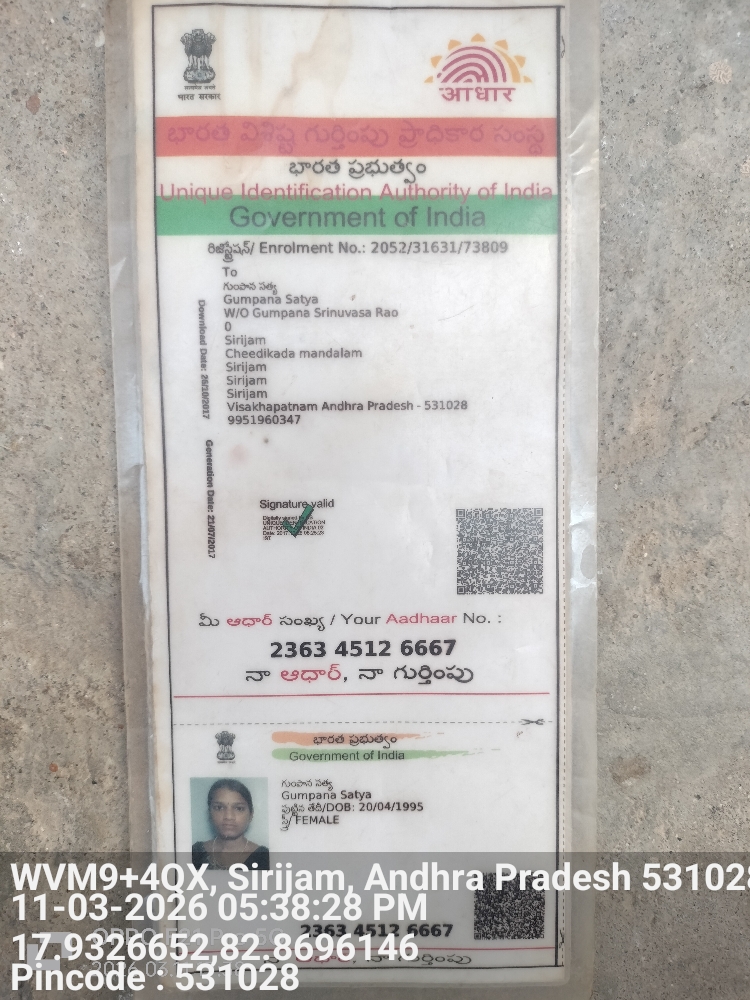 भारत सरकार
आधार
భారత విశిష్ట గుర్తింపు ప్రాధికార సంస్థ
భారత ప్రభుత్వం
Unique Identification Authority of India
Government of India
రిజిస్ట్రేషన్/ Enrolment No.: 2052/31631/73809
To
గుంపాన సత్య
Gumpana Satya
W/O Gumpana Srinuvasa Rao
0
Sirijam
Cheedikada mandalam
Sirijam
Sirijam
Sirijam
Visakhapatnam Andhra Pradesh - 531028
9951960347
Download Date: 25/10/2017
Generation Date: 21/07/2017
Signature valid
మీ ఆధార్ సంఖ్య / Your Aadhaar No. :
2363 4512 6667
నా ఆధార్, నా గుర్తింపు
భారత ప్రభుత్వం
Government of India
గుంపాన సత్య
Gumpana Satya
పుట్టిన తేదీ/DOB: 20/04/1995
స్త్రీ/ FEMALE
2363 4512 6667
WVM9+4QX, Sirijam, Andhra Pradesh 531028
11-03-2026 05:38:28 PM
17.9326652,82.8696146
Pincode : 531028